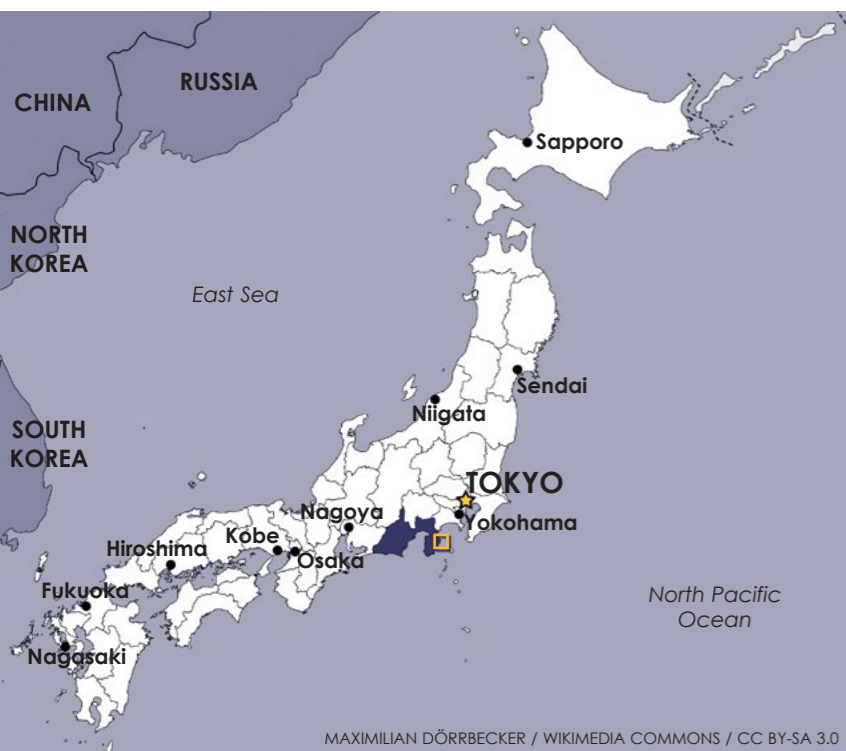 RUSSIA
CHINA
Sapporo
NORTH
KOREA
East Sea
Sendai
Niigata
SOUTH
KOREA
TOKYO
Nagoya
Yokohama
Kobe
Hiroshima
Osaka
Fukuoka
North Pacific
Ocean
Nagasaki
MAXIMILIAN DÖRRBECKER / WIKIMEDIA COMMONS / CC BY-SA 3.0